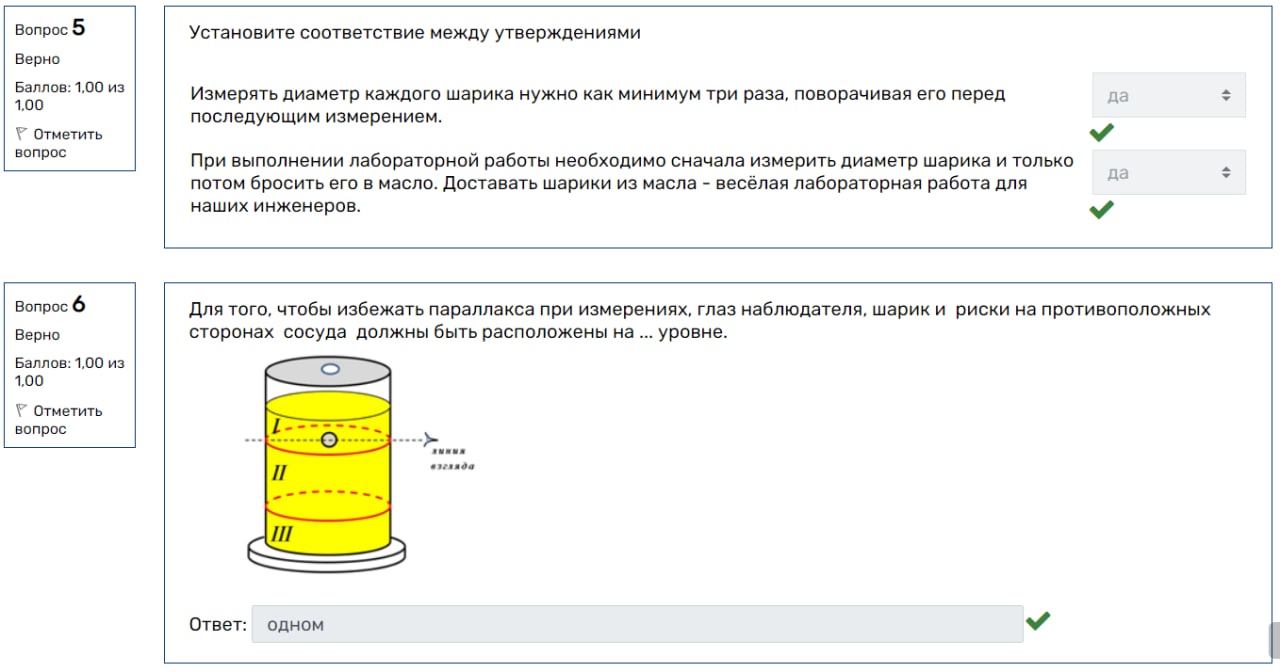 Вопрос 5
Верно
Баллов: 1,00 из
1,00
Отметить
вопрос
Установите соответствие между утверждениями
Измерять диаметр каждого шарика нужно как минимум три раза, поворачивая его перед
последующим измерением.
да
При выполнении лабораторной работы необходимо сначала измерить диаметр шарика и только
потом бросить его в масло. Доставать шарики из масла - весёлая лабораторная работа для
наших инженеров.
да
Вопрос 6
Верно
Баллов: 1,00 из
1,00
Отметить
вопрос
Для того, чтобы избежать параллакса при измерениях, глаз наблюдателя, шарик и риски на противоположных
сторонах сосуда должны быть расположены на ... уровне.
I
линия
взгляда
II
III
Ответ: одном